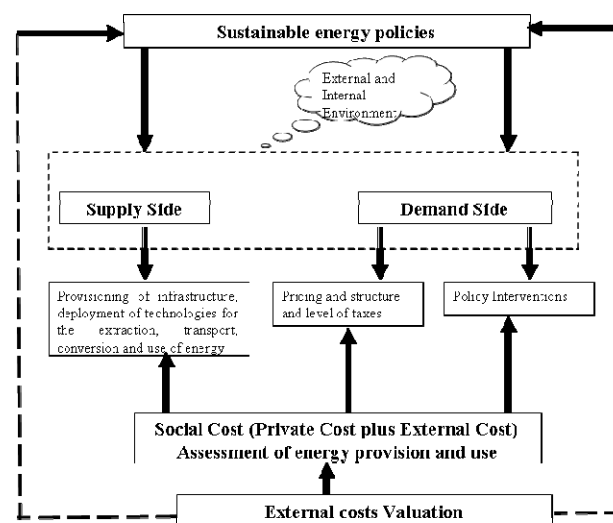 Sustainable energy policies
External and
Internal
Environment
Supply Side
Demand Side
Provisioning of infrastructure,
deployment of technologies for
the extraction, transport,
conversion and use of energy
Pricing and structure
and level of taxes
Policy Interventions
Social Cost (Private Cost plus External Cost)
Assessment of energy provision and use
External costs Valuation